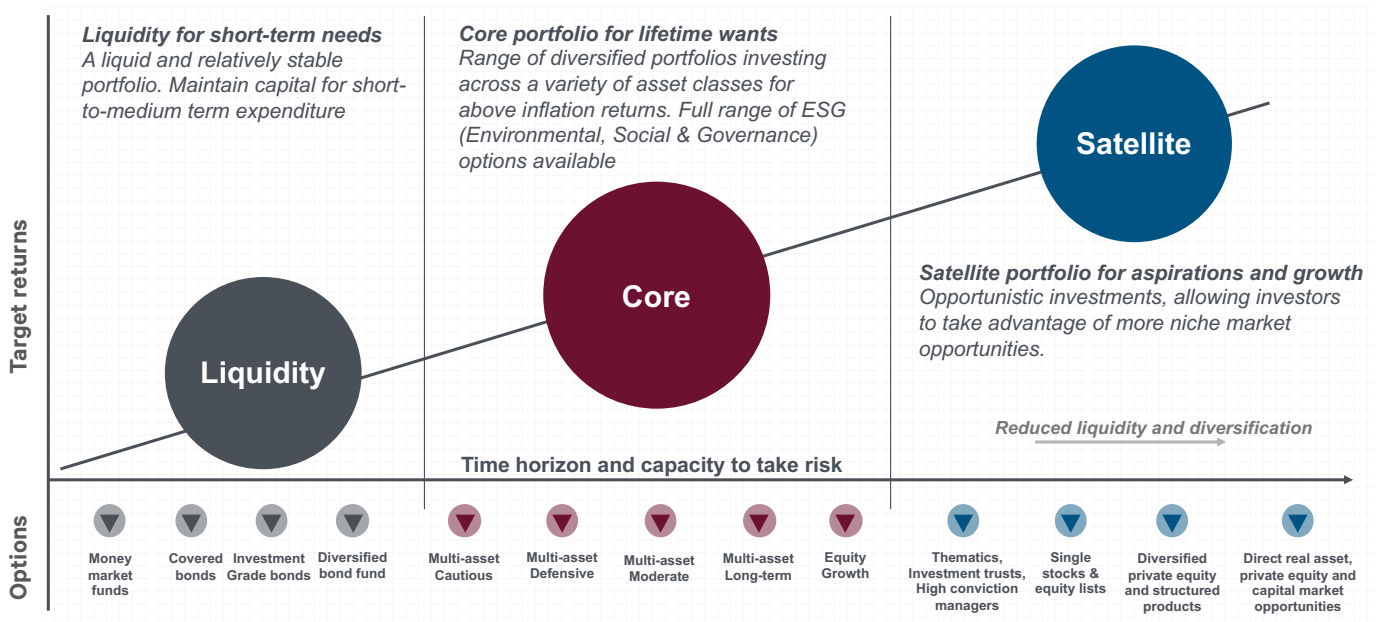 Liquidity for short-term needs
A liquid and relatively stable
portfolio. Maintain capital for short-
to-medium term expenditure
Core portfolio for lifetime wants
Range of diversified portfolios investing
across a variety of asset classes for
above inflation returns. Full range of ESG
(Environmental, Social & Governance)
options available
Satellite
Core
Liquidity
Satellite portfolio for aspirations and growth
Opportunistic investments, allowing investors
to take advantage of more niche market
opportunities.
Reduced liquidity and diversification
Target returns
Time horizon and capacity to take risk
Options
Money
market
funds
Covered
bonds
Investment
Grade bonds
Diversified
bond fund
Multi-asset
Cautious
Multi-asset
Defensive
Multi-asset
Moderate
Multi-asset
Long-term
Equity
Growth
Thematics,
Investment trusts,
High conviction
managers
Single
stocks &
equity lists
Diversified
private equity
and structured
products
Direct real asset,
private equity and
capital market
opportunities